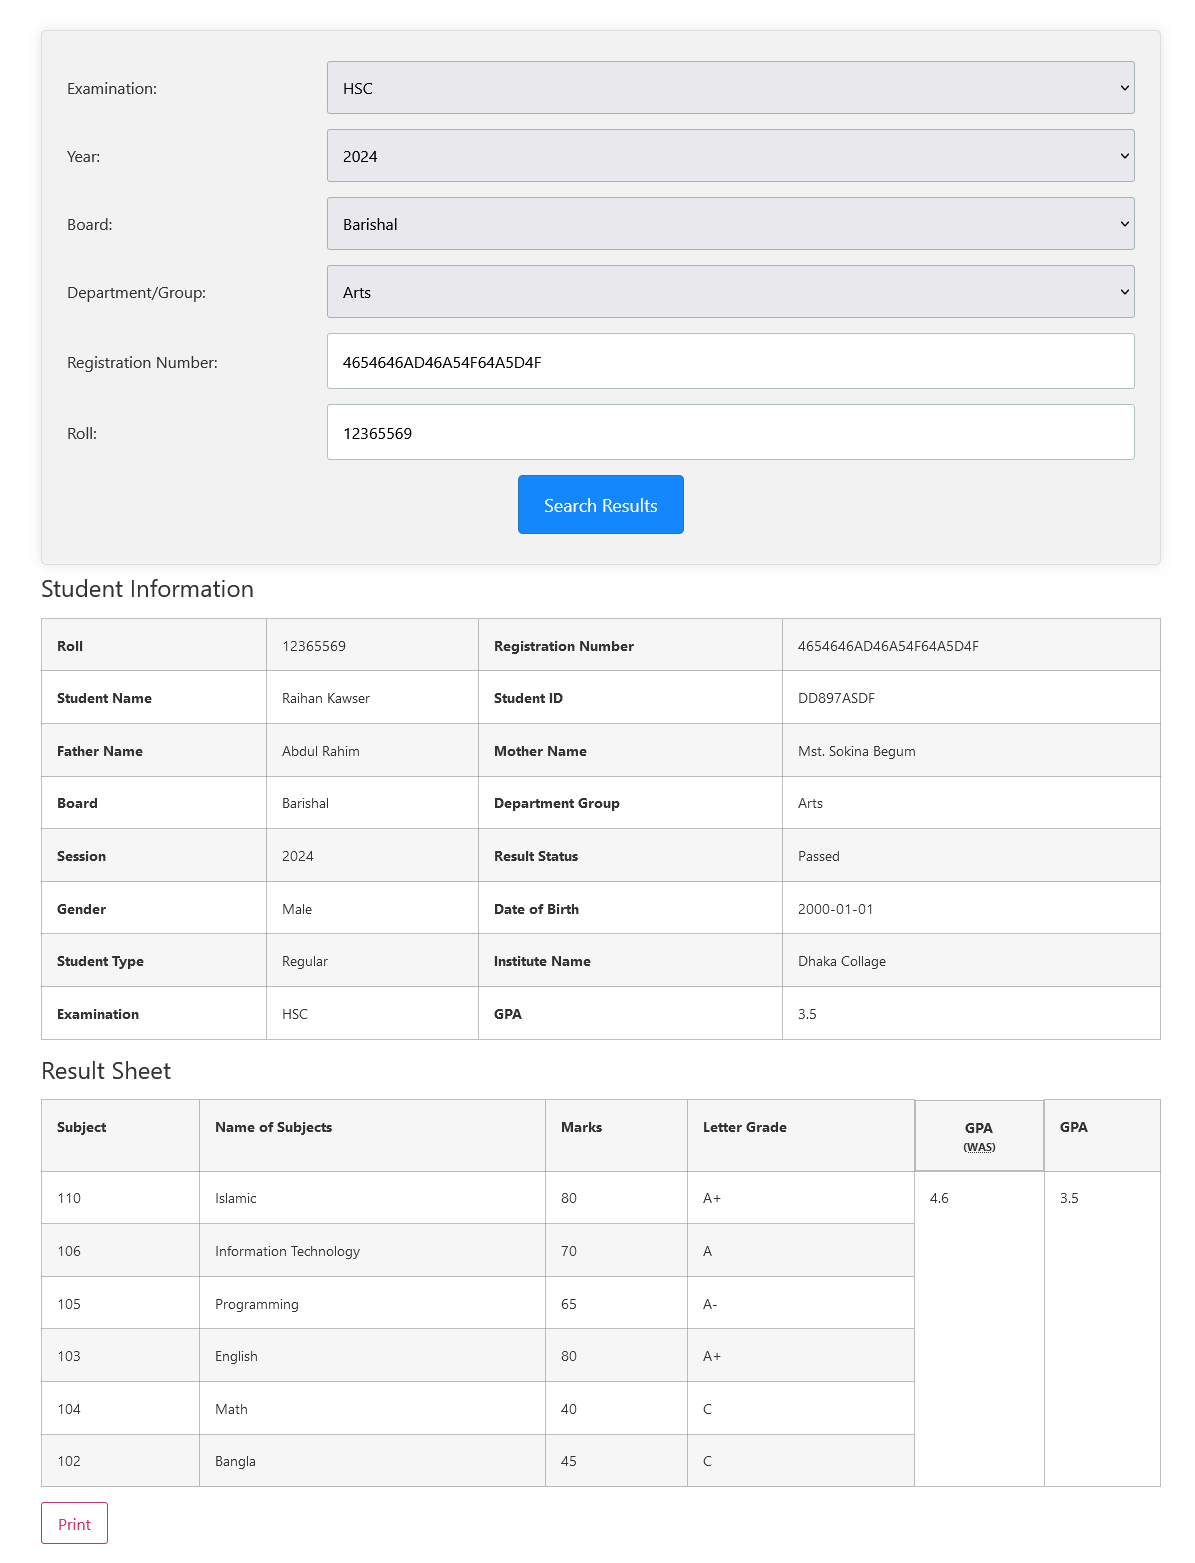 Examination: HSC
Year: 2024
Board: Barishal
Department/Group: Arts
Registration Number: 4654646AD46A54F64A5D4F
Roll: 12365569
Search Results
Student Information
Roll 12365569 Registration Number 4654646AD46A54F64A5D4F
Student Name Raihan Kawser Student ID DD897ASDF
Father Name Abdul Rahim Mother Name Mst. Sokina Begum
Board Barishal Department Group Arts
Session 2024 Result Status Passed
Gender Male Date of Birth 2000-01-01
Student Type Regular Institute Name Dhaka Collage
Examination HSC GPA 3.5
Result Sheet
Subject Name of Subjects Marks Letter Grade GPA GPA
(WAS)
110 Islamic 80 A+ 4.6 3.5
106 Information Technology 70 A
105 Programming 65 A-
103 English 80 A+
104 Math 40 C
102 Bangla 45 C
Print